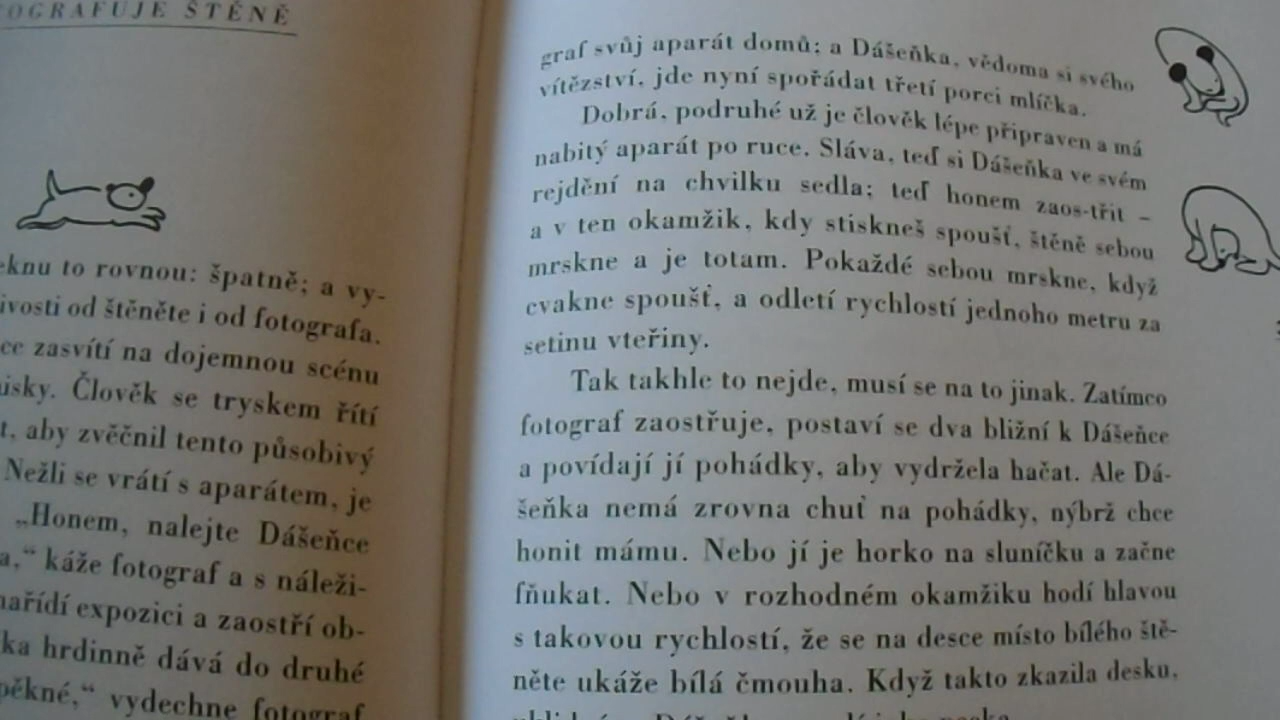 OGRAFUJE ŠTĚNĚ
eknu to rovnou: špatně; a vy-
ivosti od štěněte i od fotografa.
ce zasvítí na dojemnou scénu
isky. Člověk se tryskem řítí
t, aby zvěčnil tento působivý
Nežli se vrátí s aparátem, je
„Honem, nalejte Dášeňce
a,“ káže fotograf a s náleži-
nařídí expozici a zaostří ob-
ka hrdinně dává do druhé
pěkné,“ vydechne fotograf
graf svůj aparát domů; a Dášeňka, vědoma si svého
vítězství, jde nyní spořádat třetí porci mlíčka.
Dobrá, podruhé už je člověk lépe připraven a má
nabitý aparát po ruce. Sláva, teď si Dášeňka ve svém
rejdění na chvilku sedla; teď honem zaos-třit –
a v ten okamžik, kdy stiskneš spoušť, štěně sebou
mrskne a je totam. Pokaždé sebou mrskne, když
cvakne spoušť, a odletí rychlostí jednoho metru za
setinu vteřiny.
Tak takhle to nejde, musí se na to jinak. Zatímco
fotograf zaostřuje, postaví se dva bližní k Dášeňce
a povídají jí pohádky, aby vydržela hačat. Ale Dá-
šeňka nemá zrovna chuť na pohádky, nýbrž chce
honit mámu. Nebo jí je horko na sluníčku a začne
fňukat. Nebo v rozhodném okamžiku hodí hlavou
s takovou rychlostí, že se na desce místo bílého ště-
něte ukáže bílá čmouha. Když takto zkazila desku,